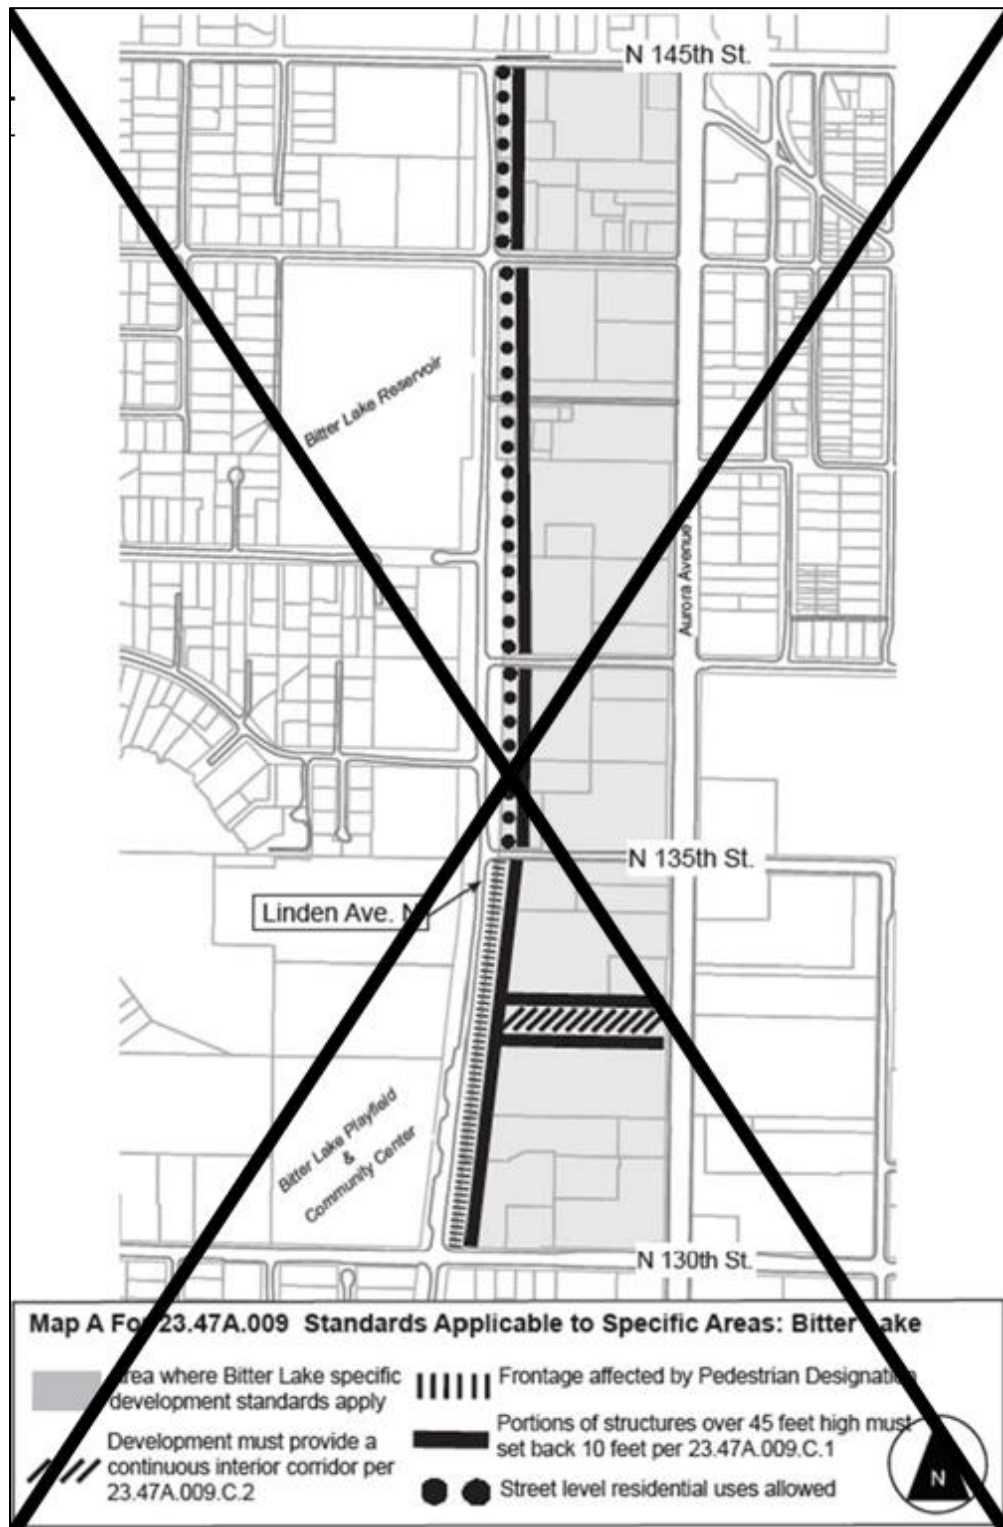 N 145th St.
Bitter Lake Reservoir
Aurora Avenue
N 135th St.
Linden Ave. N
Bitter Lake Playfield
&
Community Center
N 130th St.
Map A For 23.47A.009 Standards Applicable to Specific Areas: Bitter Lake
area where Bitter Lake specific
development standards apply
Frontage affected by Pedestrian Designation
Development must provide a
continuous interior corridor per
23.47A.009.C.2
Portions of structures over 45 feet high must
set back 10 feet per 23.47A.009.C.1
Street level residential uses allowed
N